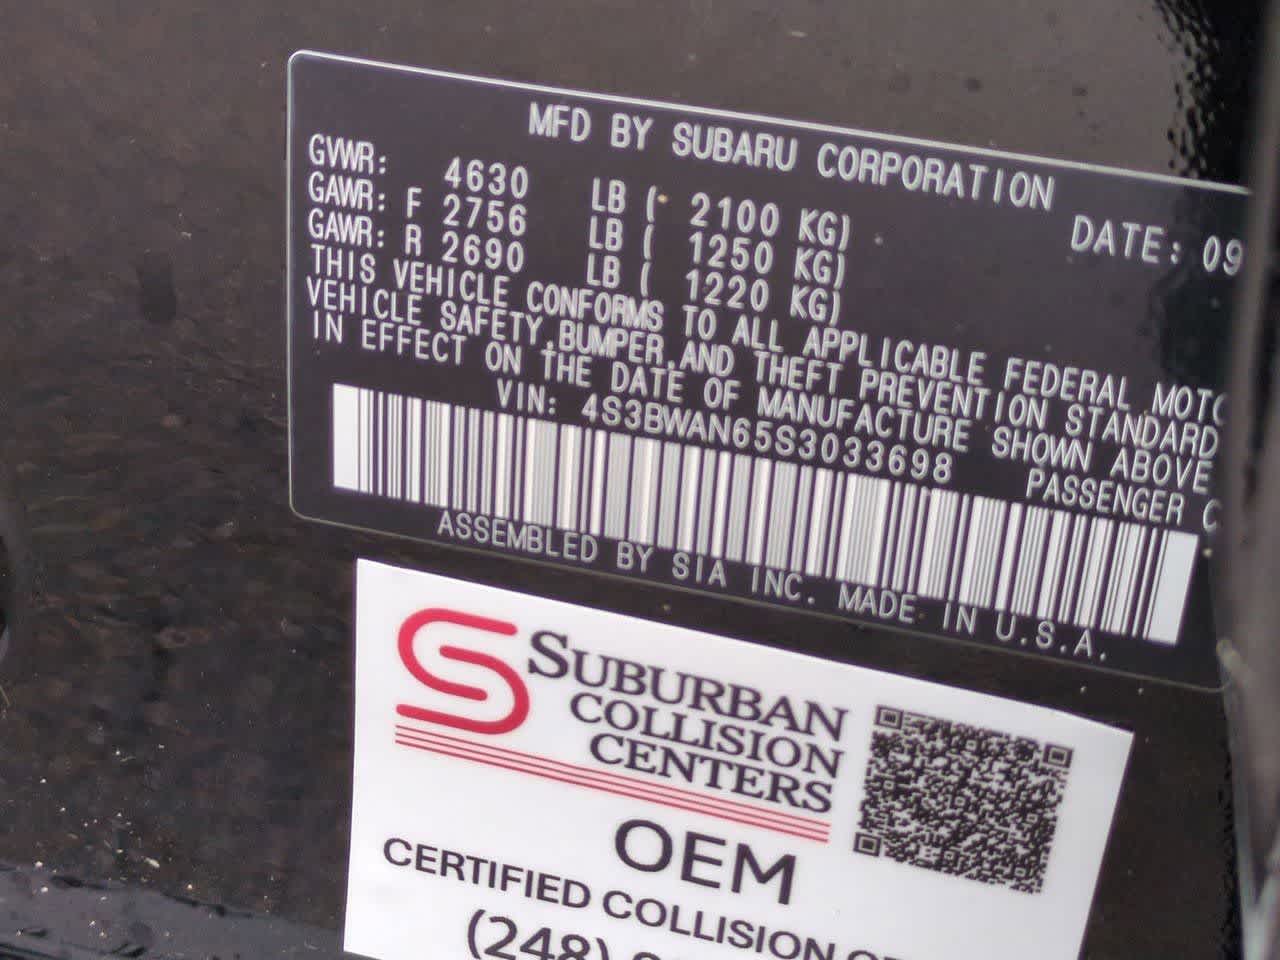 MFD BY SUBARU CORPORATION
DATE: 09
GVWR: 4630 LB ( 2100 KG)
GAWR: F 2756 LB ( 1250 KG)
GAWR: R 2690 LB ( 1220 KG)
THIS VEHICLE CONFORMS TO ALL APPLICABLE FEDERAL MOTO
VEHICLE SAFETY,BUMPER,AND THEFT PREVENTION STANDARD
IN EFFECT ON THE DATE OF MANUFACTURE SHOWN ABOVE
VIN: 4S3BWAN65S3033698
PASSENGER C
ASSEMBLED BY SIA INC. MADE IN U.S.A.
SUBURBAN
COLLISION
CENTERS
OEM
CERTIFIED COLLISION
(248)